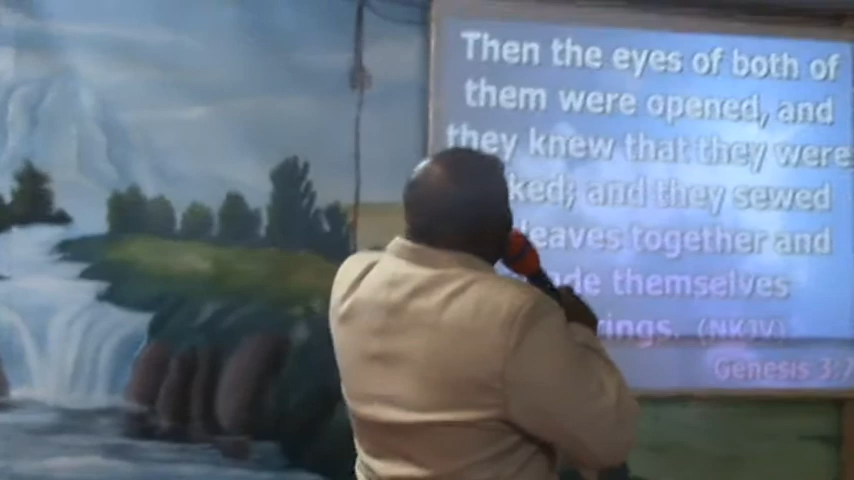 Then the eyes of both of
them were opened, and
they knew that they were
ked; and they sewed
leaves together and
de themselves
rings. (NKJV)
Genesis 3:7